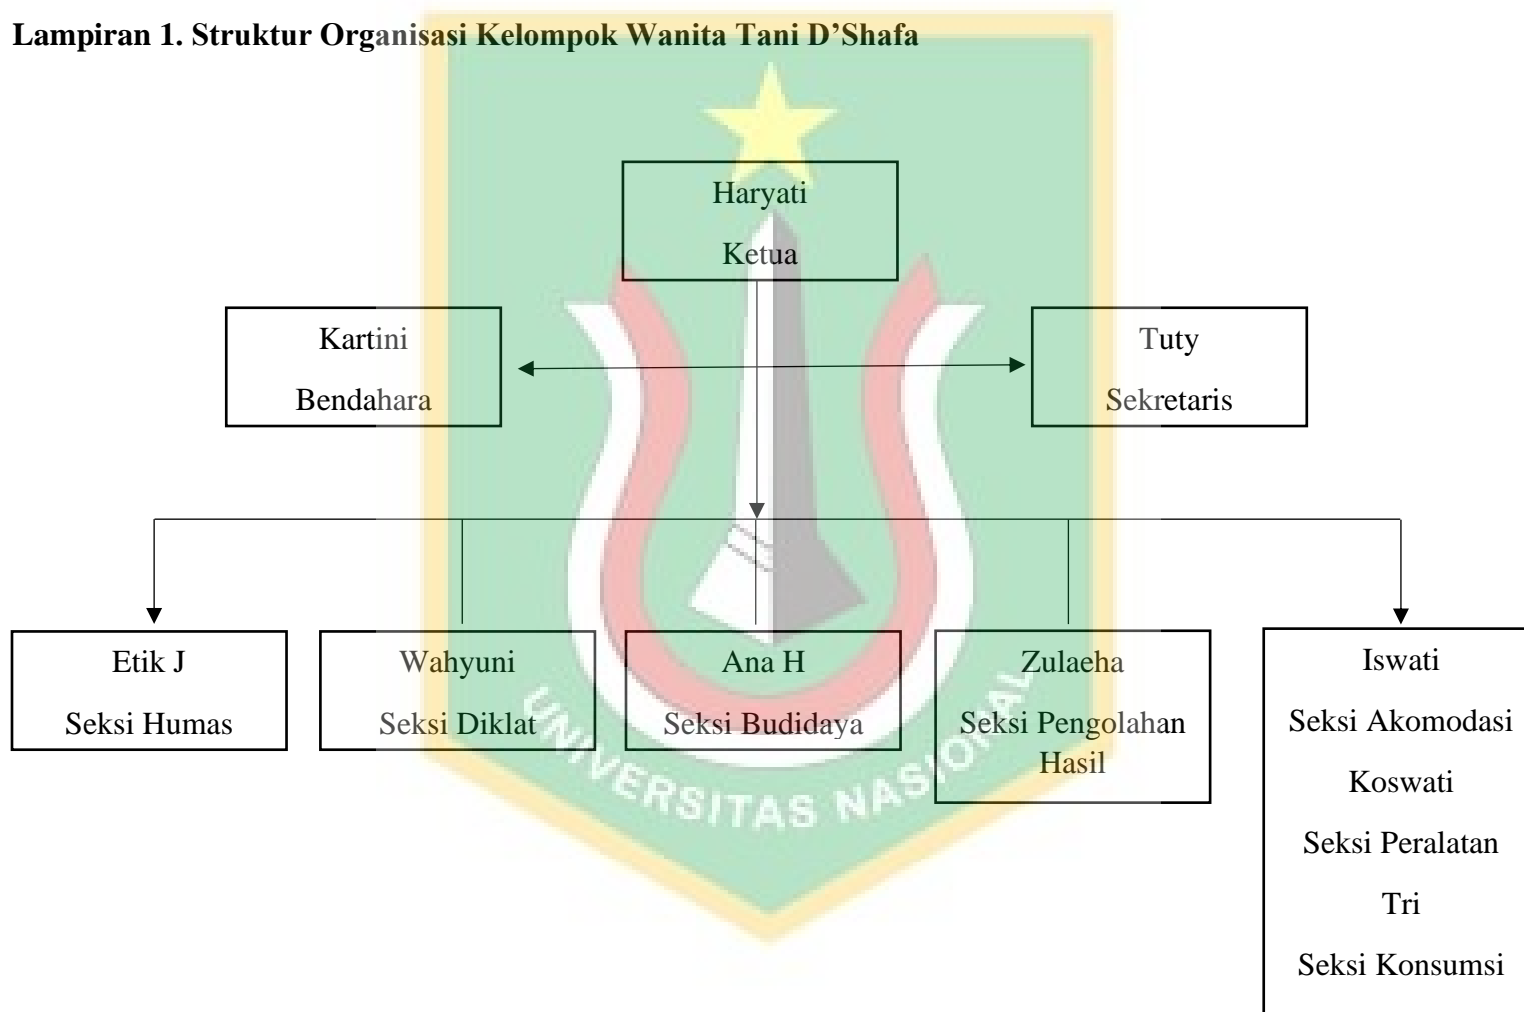 Lampiran 1. Struktur Organisasi Kelompok Wanita Tani D’Shafa
Haryati
Ketua
Kartini
Bendahara
Tuty
Sekretaris
Etik J
Seksi Humas
Wahyuni
Seksi Diklat
Ana H
Seksi Budidaya
Zulaeha
Seksi Pengolahan
Hasil
Iswati
Seksi Akomodasi
Koswati
Seksi Peralatan
Tri
Seksi Konsumsi
UNIVERSITAS NASIONAL